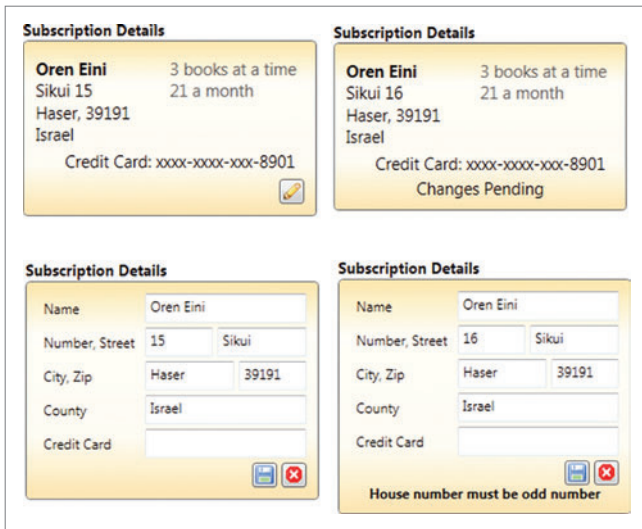 Subscription Details
Oren Eini 3 books at a time
Sikui 15 21 a month
Haser, 39191
Israel
Credit Card: xxxx-xxxx-xxx-8901
Subscription Details
Oren Eini 3 books at a time
Sikui 16 21 a month
Haser, 39191
Israel
Credit Card: xxxx-xxxx-xxx-8901
Changes Pending
Subscription Details
Name Oren Eini
Number, Street 15 Sikui
City, Zip Haser 39191
County Israel
Credit Card
Subscription Details
Name Oren Eini
Number, Street 16 Sikui
City, Zip Haser 39191
County Israel
Credit Card
House number must be odd number